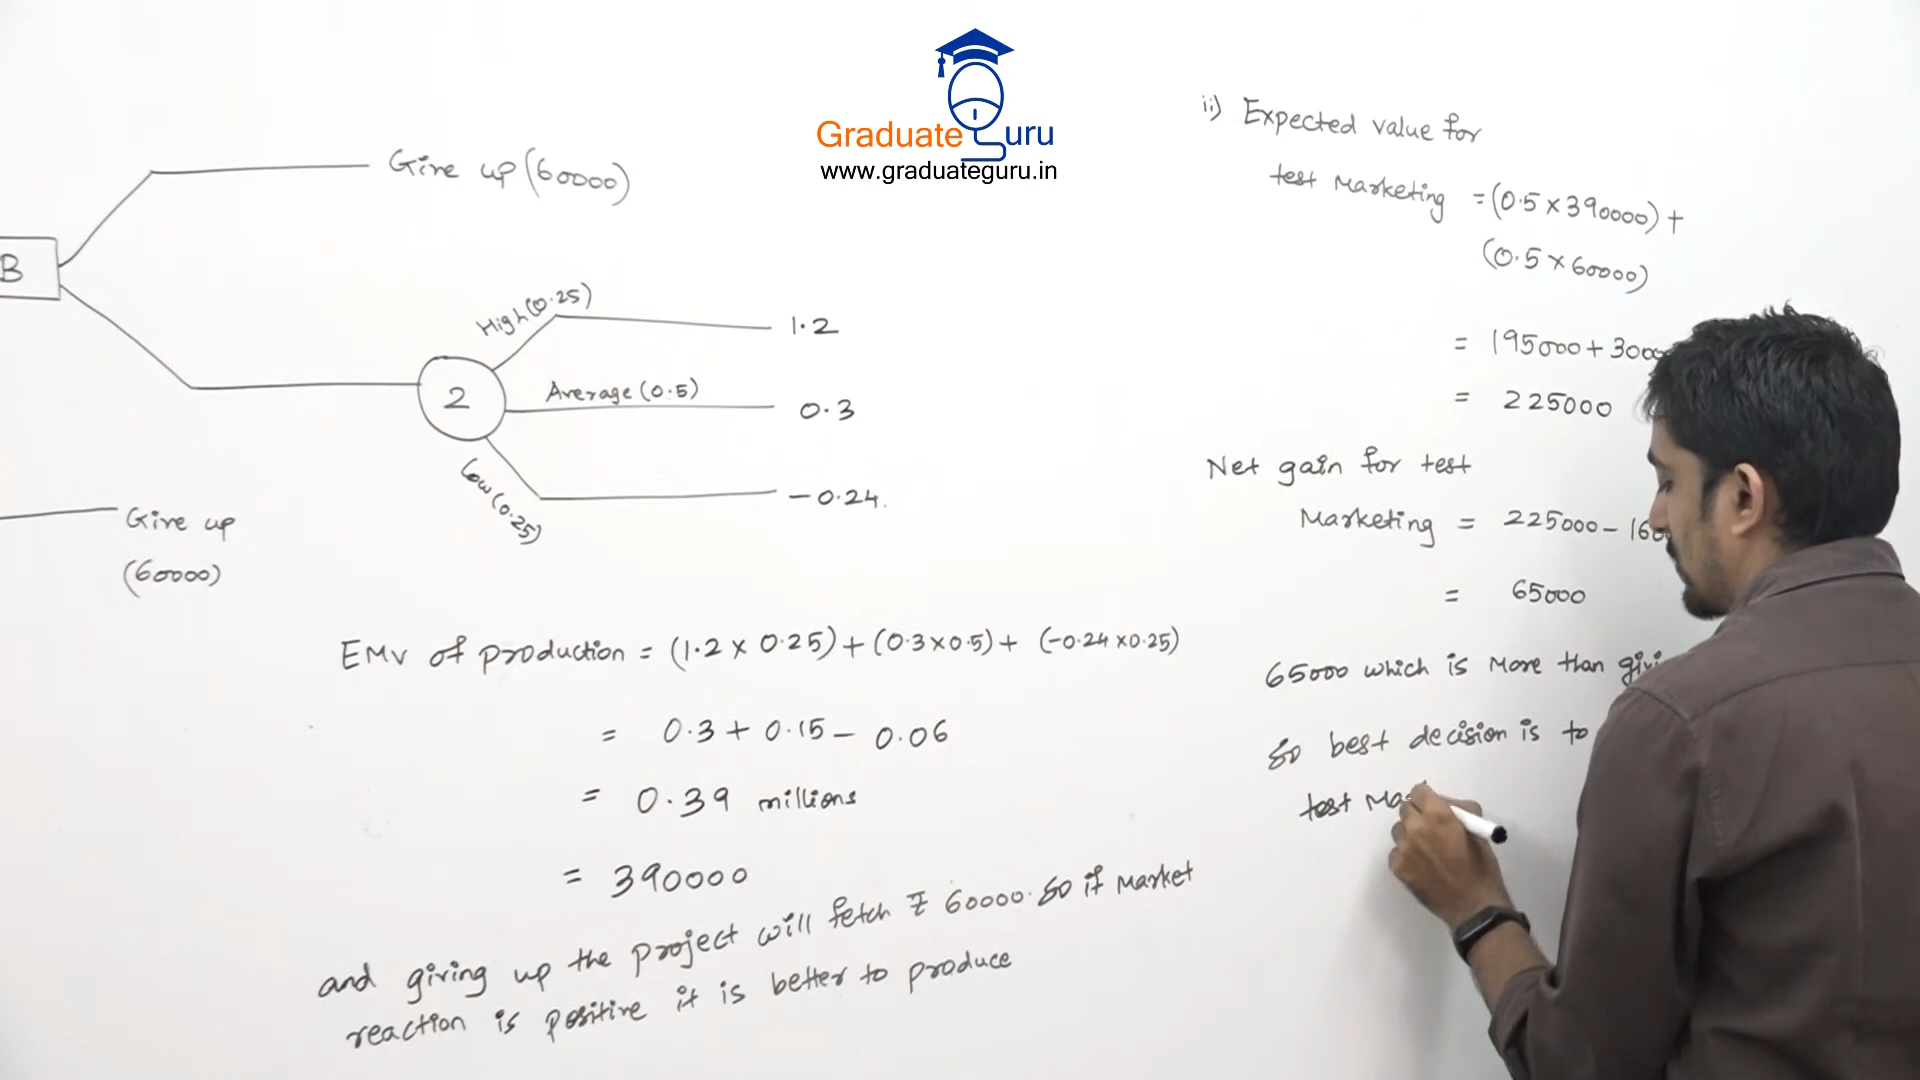 Graduate Guru
www.graduateguru.in
Give up (60000)
B
High (0.25)
1.2
2
Average (0.5)
0.3
Low (0.25)
-0.24.
Give up
(60000)
EMV of production = (1.2 × 0.25) + (0.3 × 0.5) + (-0.24 × 0.25)
= 0.3 + 0.15 - 0.06
= 0.39 millions
= 390000
and giving up the project will fetch ₹ 60000. So if Market
reaction is positive it is better to produce
ii) Expected value for
test Marketing = (0.5 × 390000) +
(0.5 × 60000)
= 195000 + 3000
= 225000
Net gain for test
Marketing = 225000 - 160
= 65000
65000 which is More than
So best decision is to
test